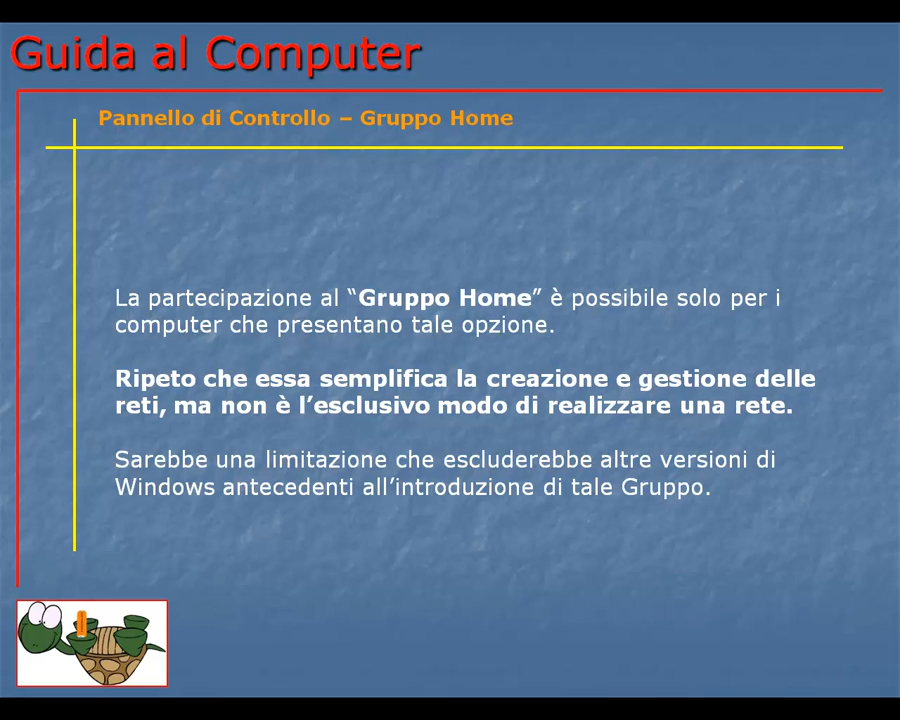 Guida al Computer
Pannello di Controllo – Gruppo Home
La partecipazione al “Gruppo Home” è possibile solo per i
computer che presentano tale opzione.
Ripeto che essa semplifica la creazione e gestione delle
reti, ma non è l’esclusivo modo di realizzare una rete.
Sarebbe una limitazione che escluderebbe altre versioni di
Windows antecedenti all’introduzione di tale Gruppo.